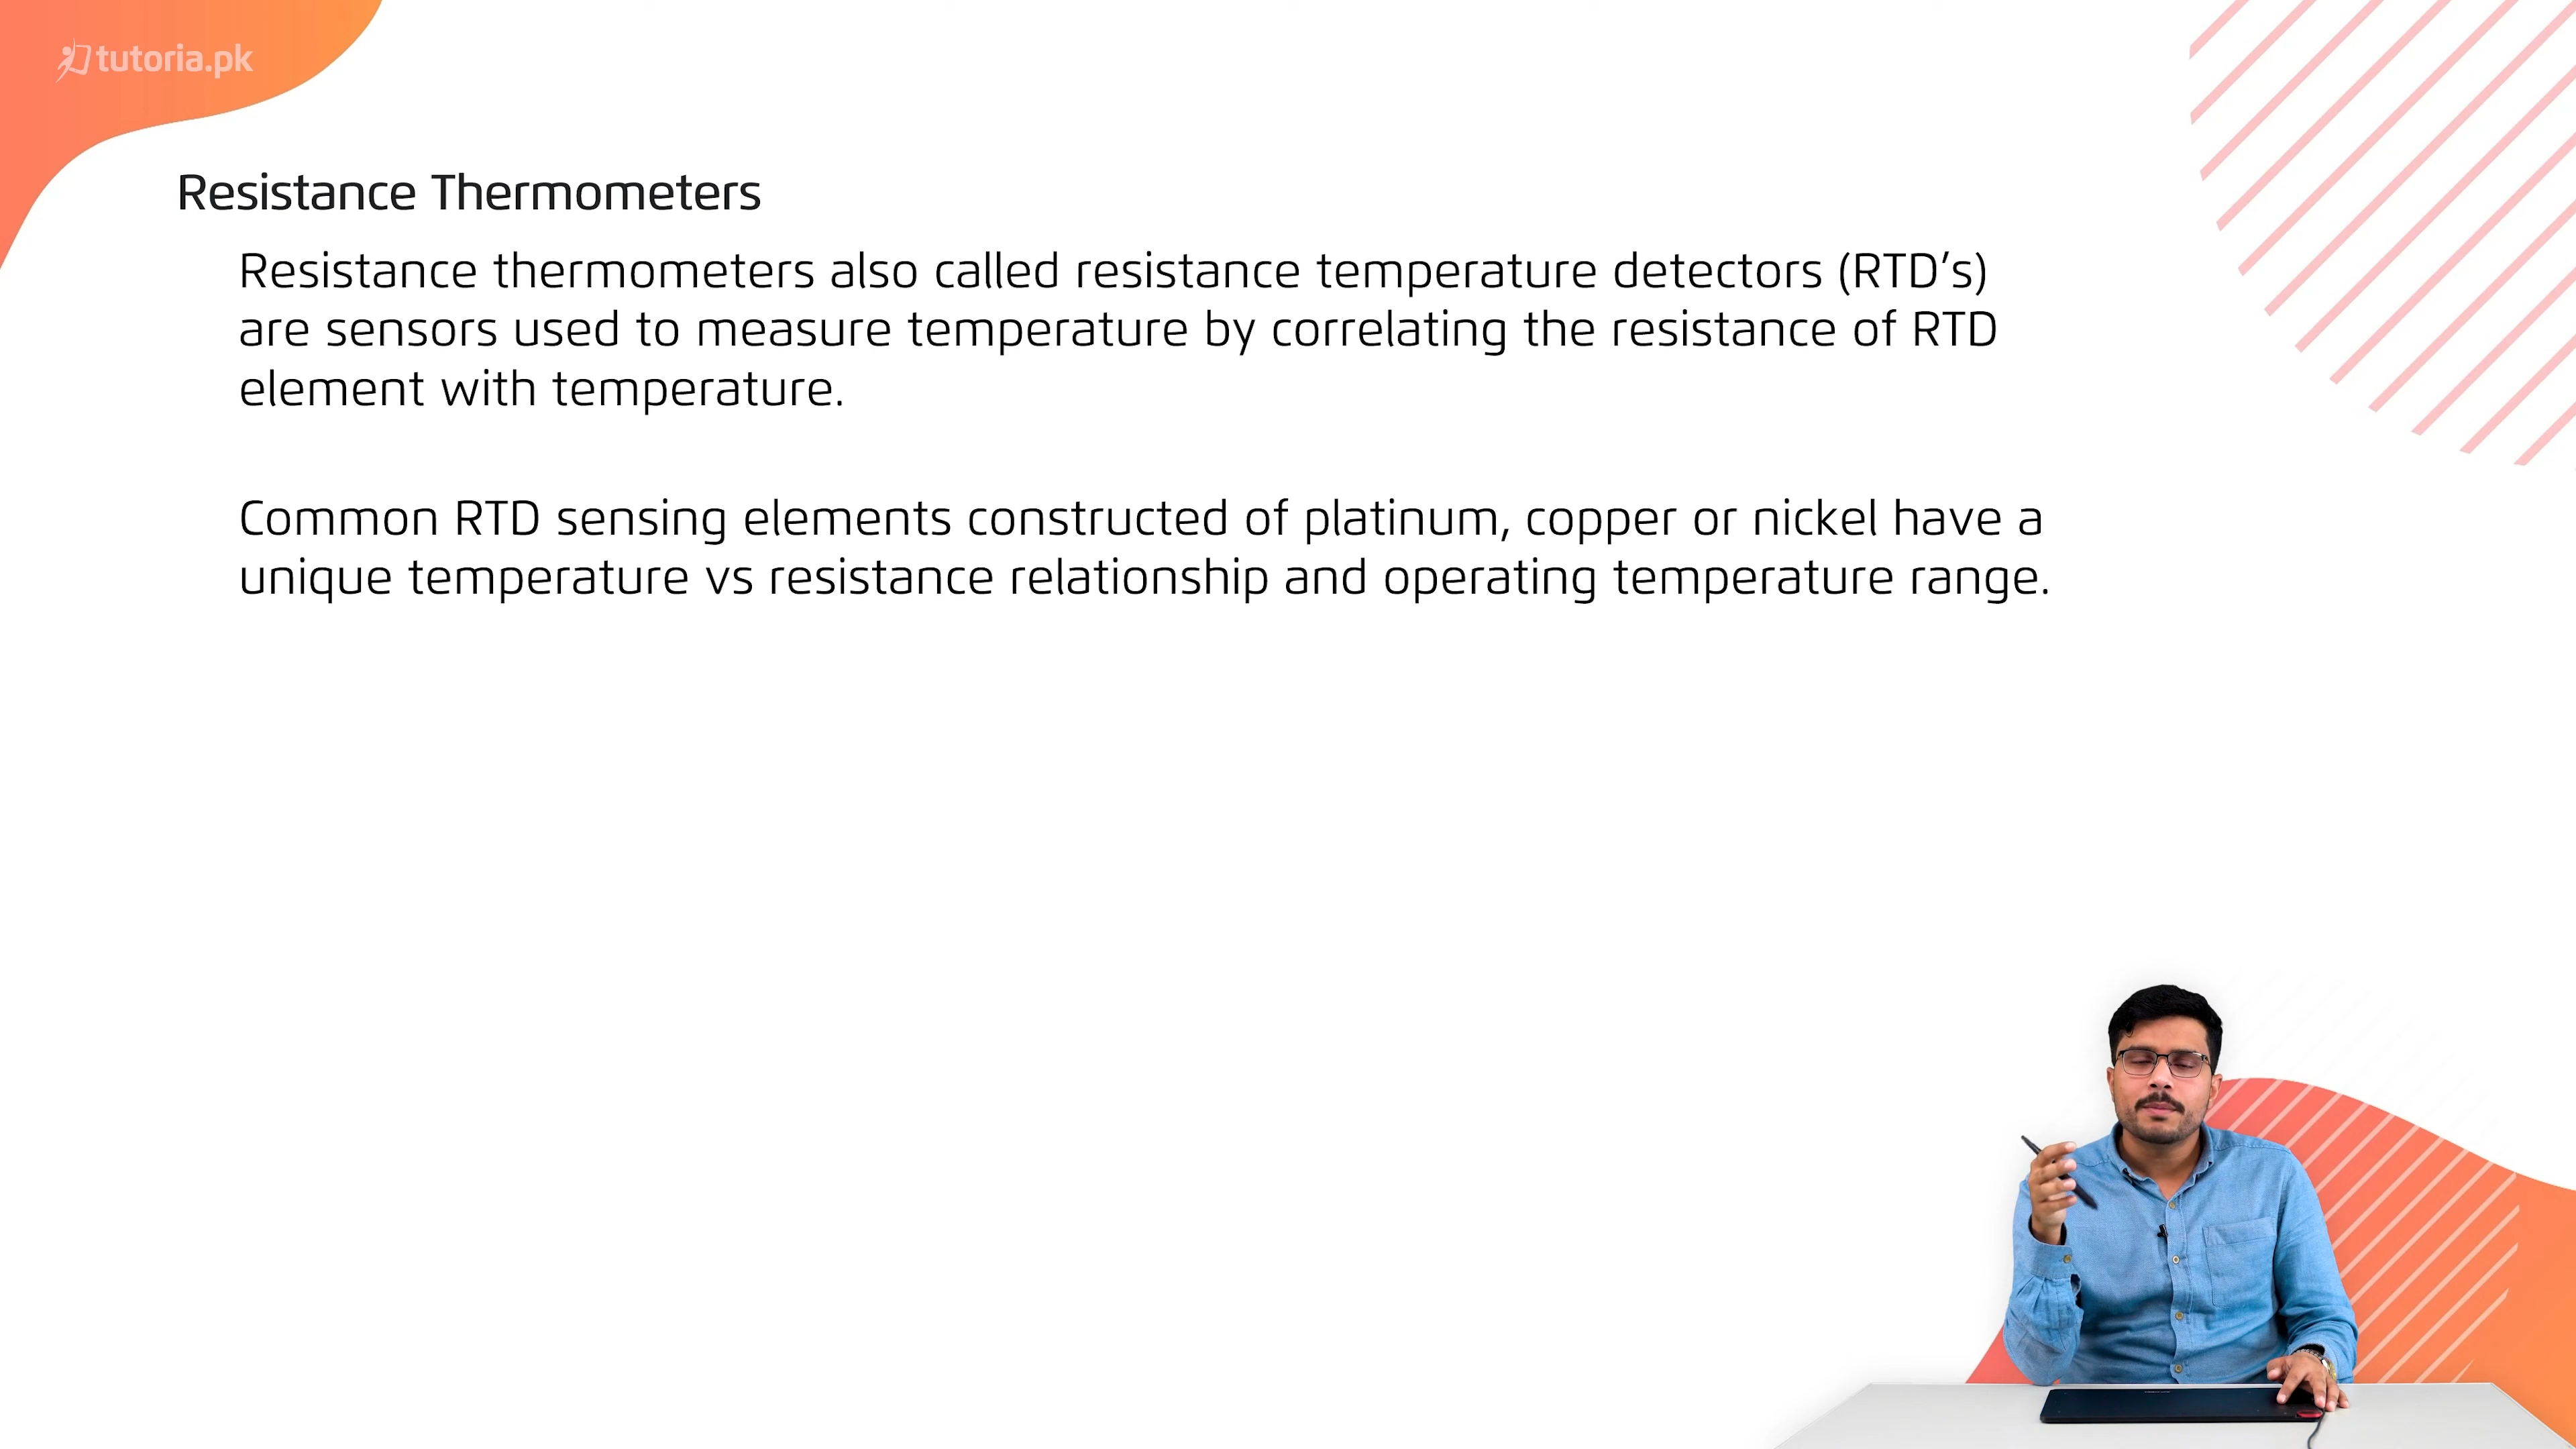 tutoria.pk
Resistance Thermometers
Resistance thermometers also called resistance temperature detectors (RTD’s)
are sensors used to measure temperature by correlating the resistance of RTD
element with temperature.
Common RTD sensing elements constructed of platinum, copper or nickel have a
unique temperature vs resistance relationship and operating temperature range.